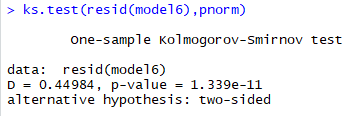 > ks.test(resid(model6),pnorm)
One-sample Kolmogorov-Smirnov test
data:  resid(model6)
D = 0.44984, p-value = 1.339e-11
alternative hypothesis: two-sided